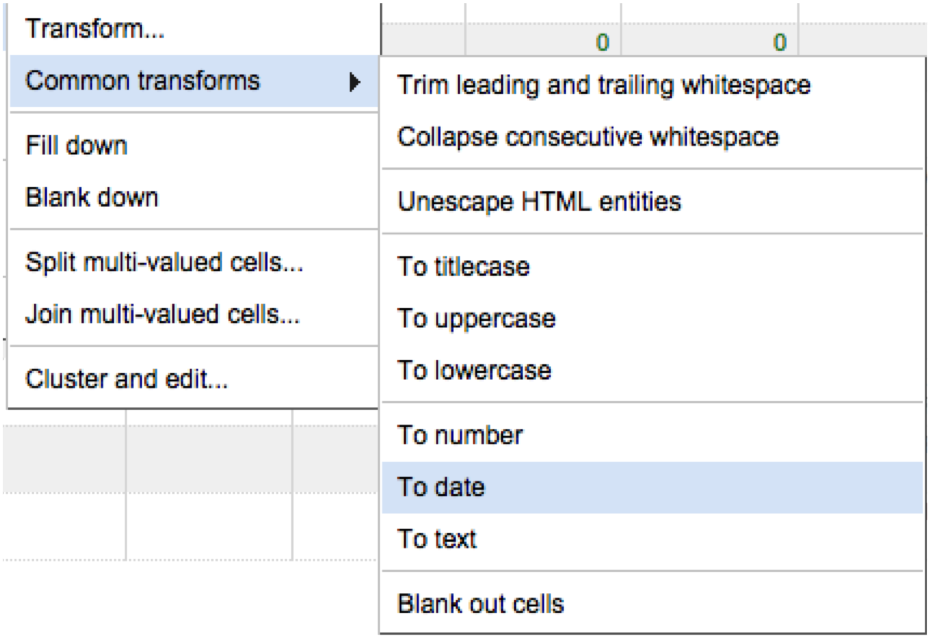 Transform...
Common transforms
Fill down
Blank down
Split multi-valued cells...
Join multi-valued cells...
Cluster and edit...
0 0
Trim leading and trailing whitespace
Collapse consecutive whitespace
Unescape HTML entities
To titlecase
To uppercase
To lowercase
To number
To date
To text
Blank out cells